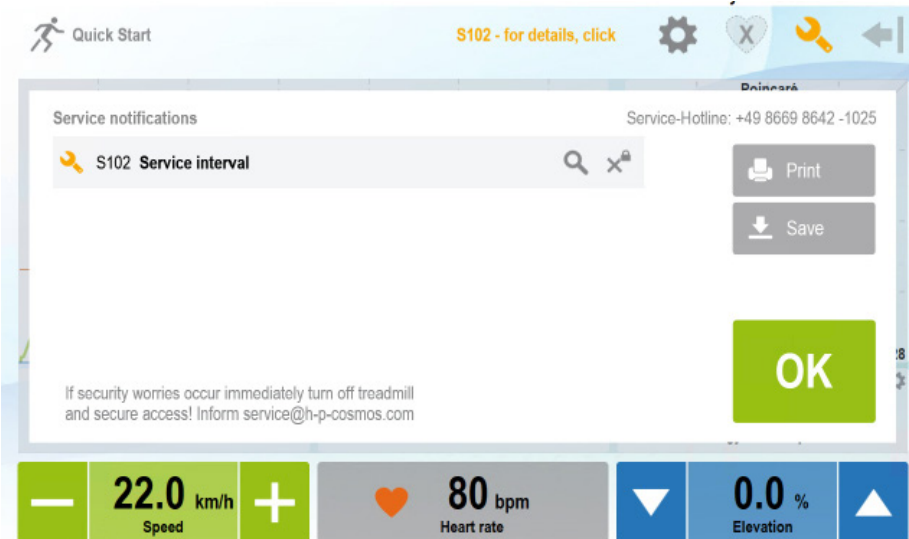 Quick Start
S102 - for details, click
X
Poincaré
Service notifications
Service-Hotline: +49 8669 8642 -1025
S102 Service interval
Print
Save
OK
If security worries occur immediately turn off treadmill
and secure access! Inform service@h-p-cosmos.com
22.0 km/h
Speed
80 bpm
Heart rate
0.0 %
Elevation